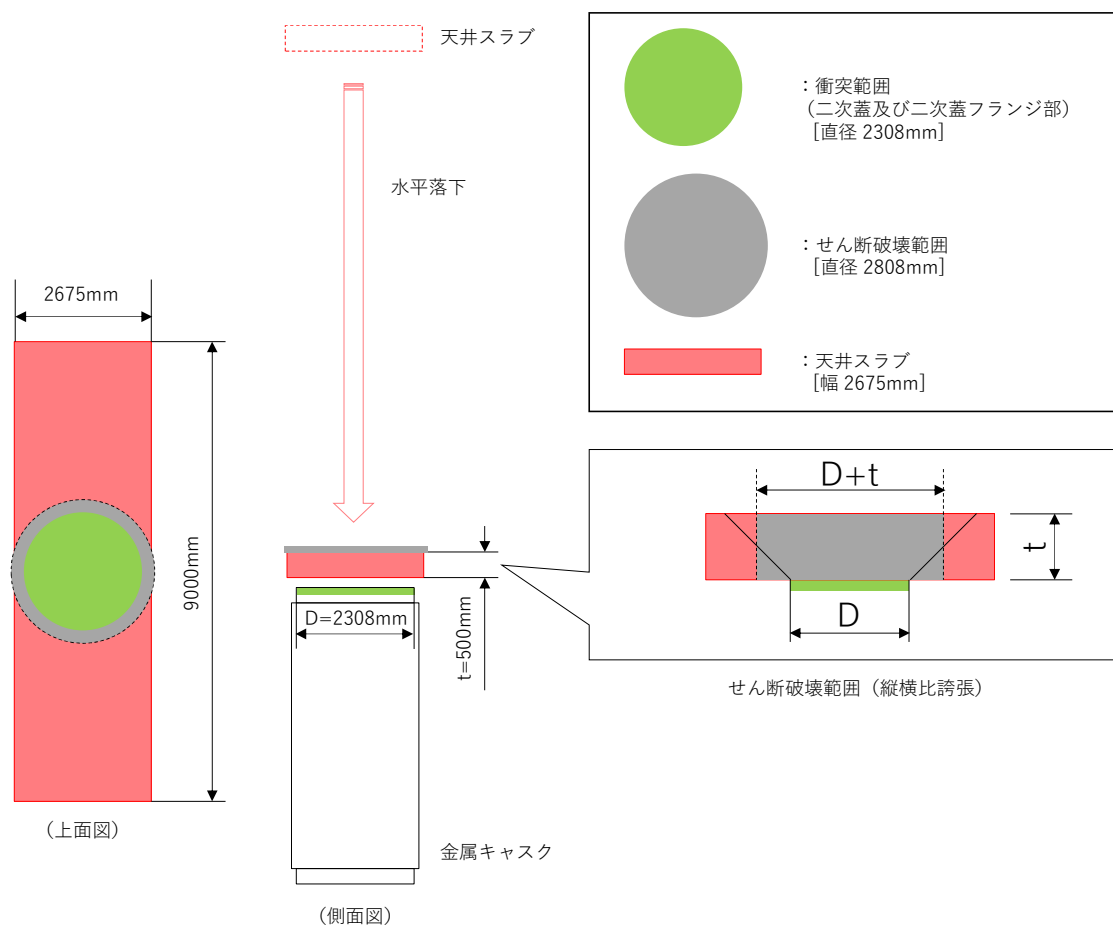 天井スラブ
水平落下
：衝突範囲
（二次蓋及び二次蓋フランジ部）
[直径 2308mm]
：せん断破壊範囲
[直径 2808mm]
：天井スラブ
[幅 2675mm]
2675mm
9000mm
（上面図）
D=2308mm
t=500mm
金属キャスク
（側面図）
D+t
t
D
せん断破壊範囲（縦横比誇張）